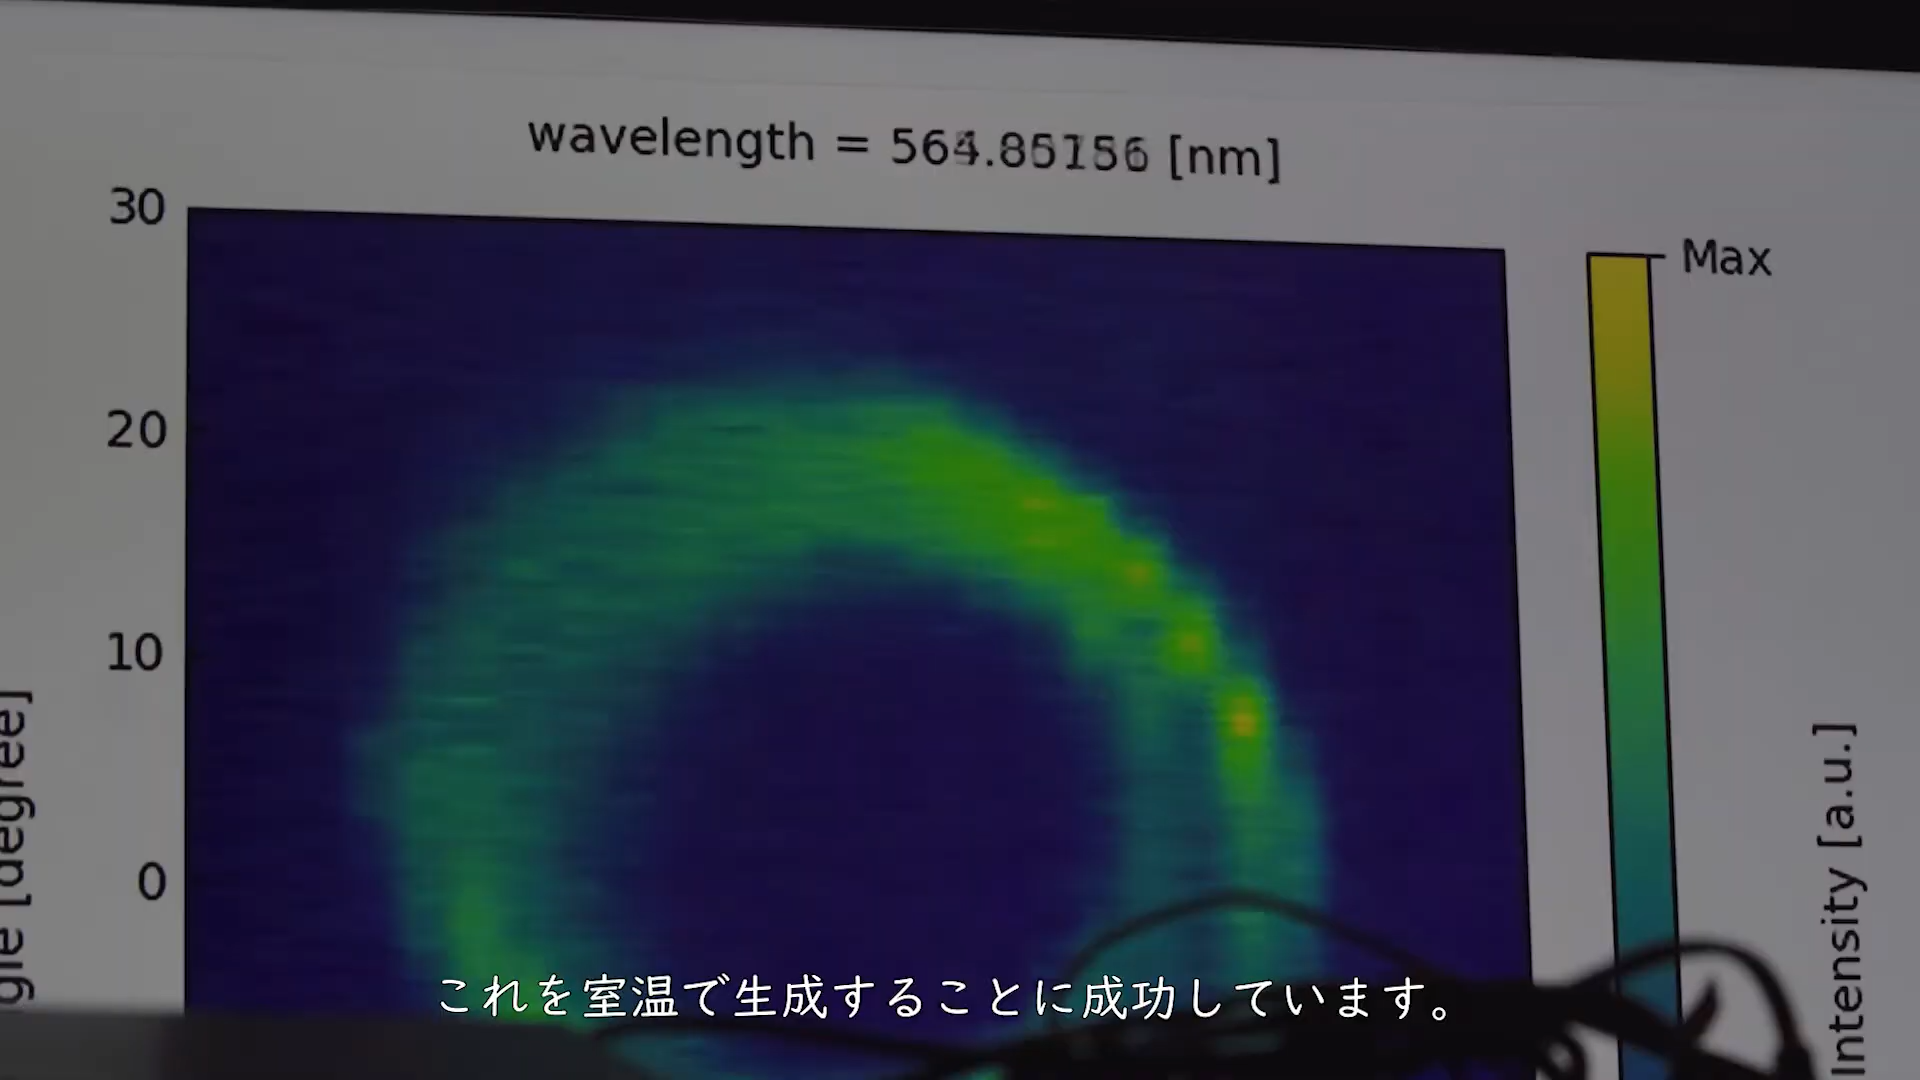 wavelength = 564.85156 [nm]
30
20
10
0
Max
Intensity [a.u.]
[degree]
これを室温で生成することに成功しています。